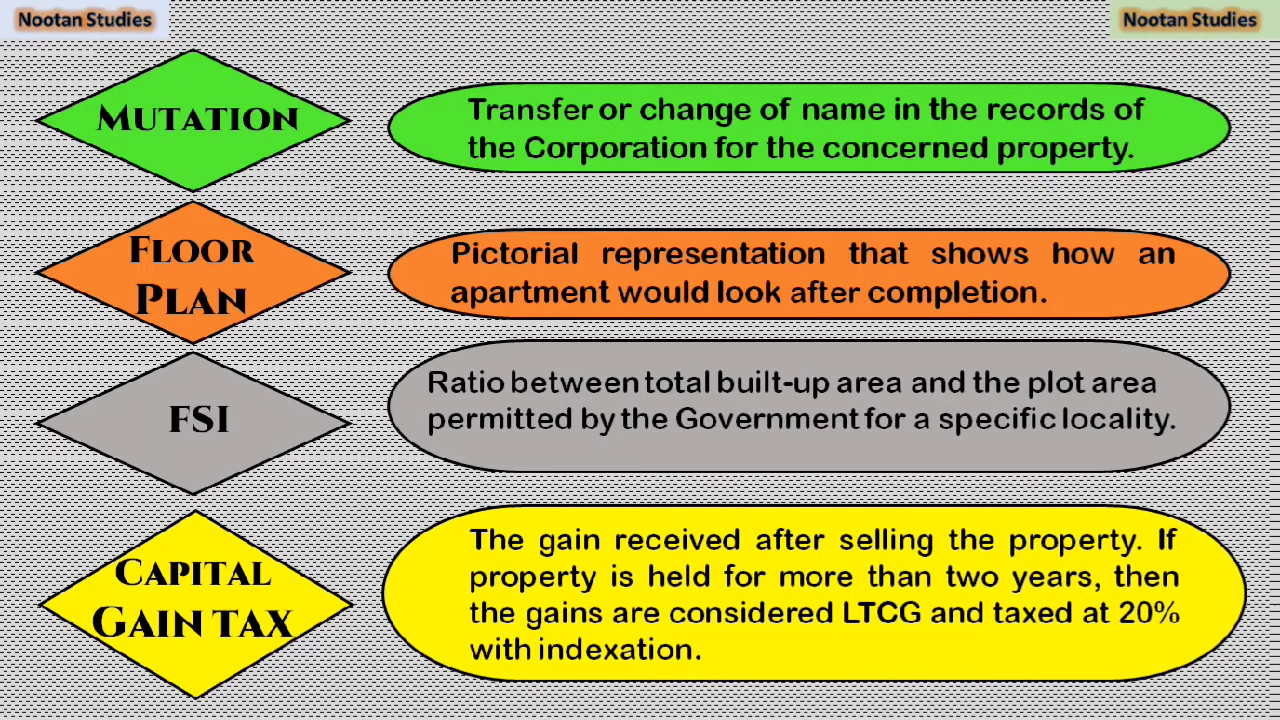 Nootan Studies
Nootan Studies
MUTATION
Transfer or change of name in the records of
the Corporation for the concerned property.
FLOOR
PLAN
Pictorial representation that shows how an
apartment would look after completion.
FSI
Ratio between total built-up area and the plot area
permitted by the Government for a specific locality.
CAPITAL
GAIN TAX
The gain received after selling the property. If
property is held for more than two years, then
the gains are considered LTCG and taxed at 20%
with indexation.